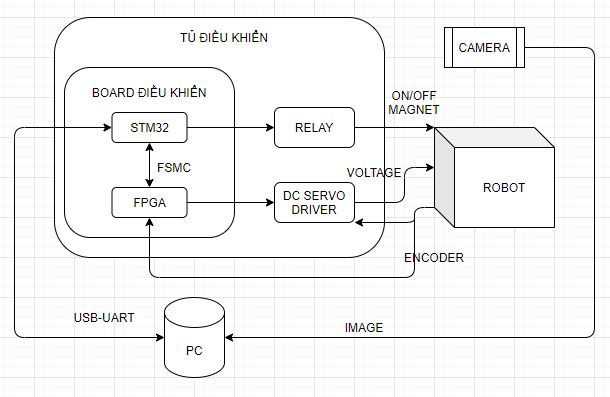 TỦ ĐIỀU KHIỂN
CAMERA
BOARD ĐIỀU KHIỂN
ON/OFF
MAGNET
STM32
RELAY
FSMC
VOLTAGE
ROBOT
FPGA
DC SERVO
DRIVER
ENCODER
USB-UART
IMAGE
PC